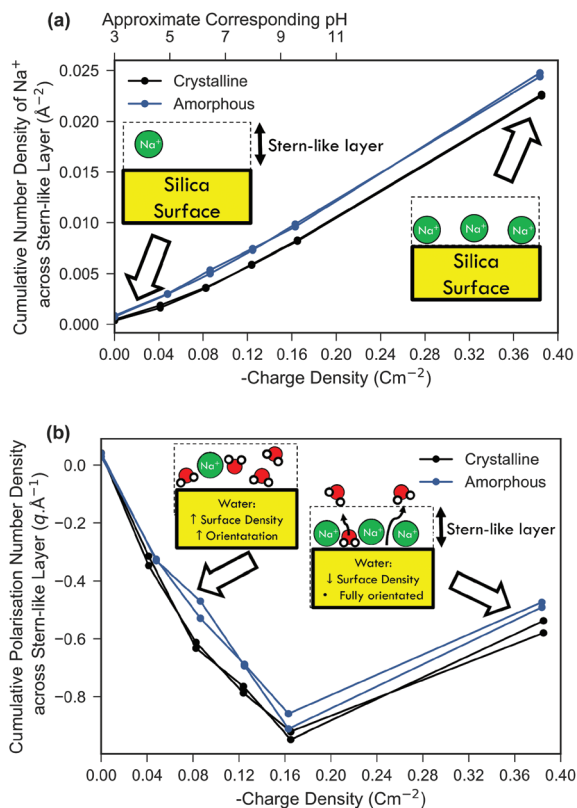 (a)
Approximate Corresponding pH
3 4 5 6 7 8 9 10 11
Cumulative Number Density of Na⁺
across Stern-like Layer (Å⁻²)
0.025
0.020
0.015
0.010
0.005
0.000
Crystalline
Amorphous
Na⁺
Stern-like layer
Silica
Surface
Na⁺ Na⁺ Na⁺
Silica
Surface
0.00 0.04 0.08 0.12 0.16 0.20 0.24 0.28 0.32 0.36 0.40
-Charge Density (Cm⁻²)
(b)
Cumulative Polarisation Number Density
across Stern-like Layer (q.Å⁻¹)
0.0
−0.2
−0.4
−0.6
−0.8
Crystalline
Amorphous
Na⁺
Water:
↑ Surface Density
↑ Orientatation
Na⁺ Na⁺ Na⁺
Stern-like layer
Water:
↓ Surface Density
• Fully orientated
0.00 0.04 0.08 0.12 0.16 0.20 0.24 0.28 0.32 0.36 0.40
-Charge Density (Cm⁻²)